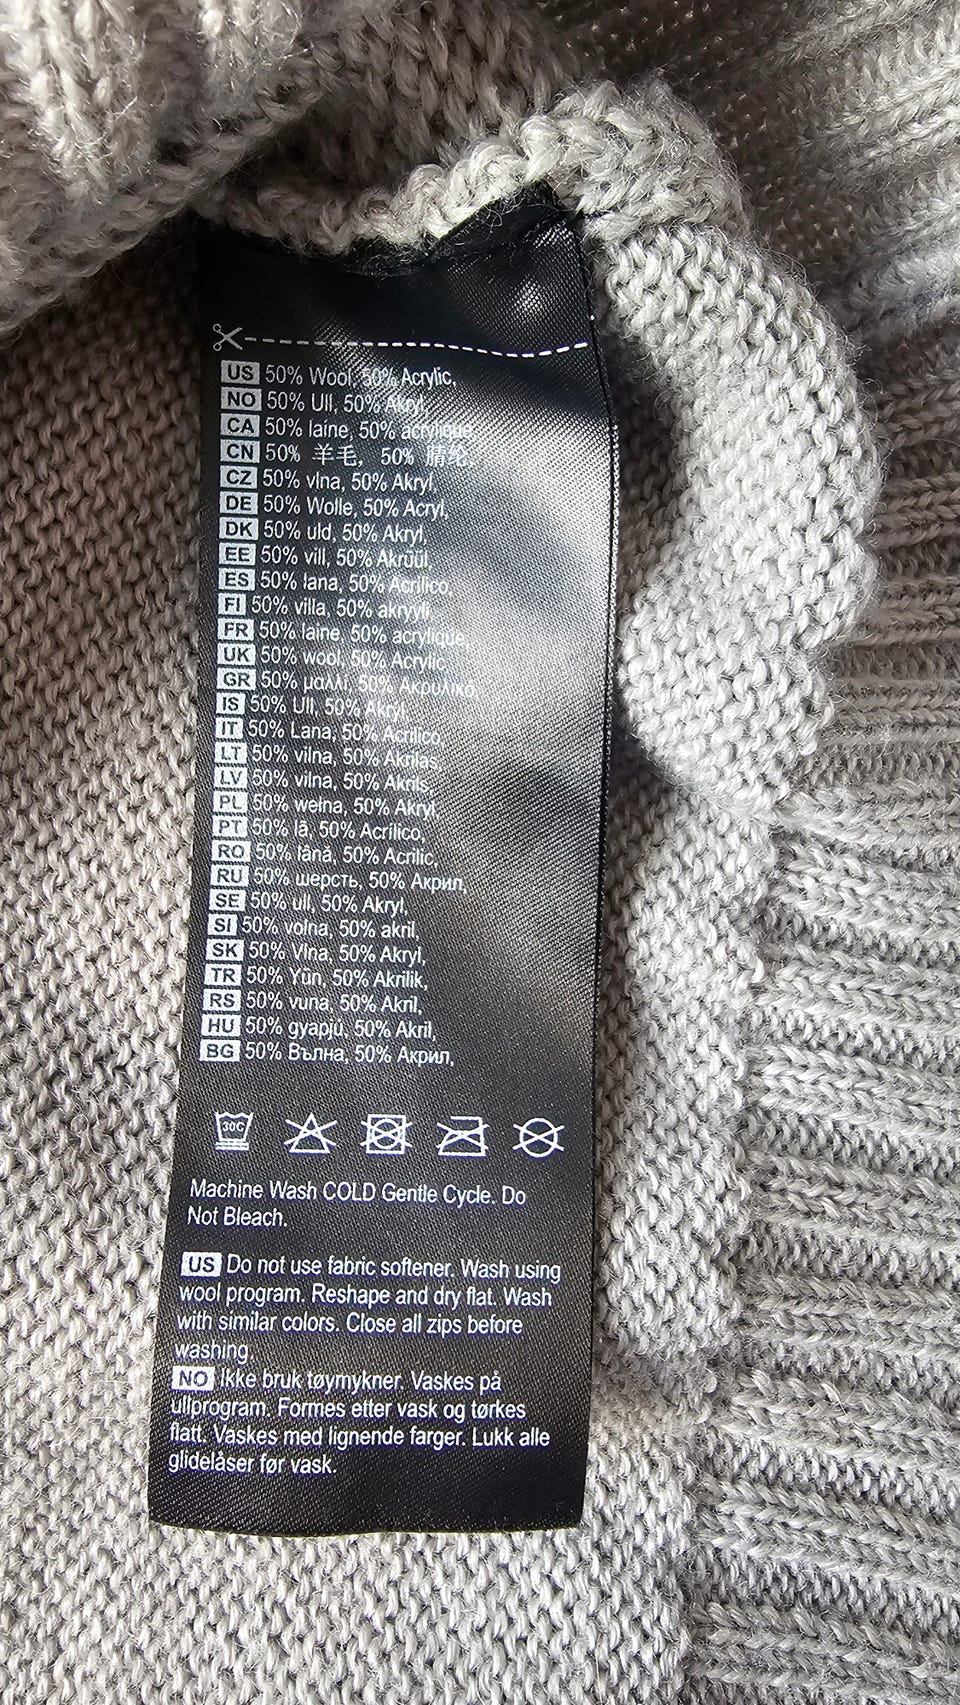 US 50% Wool, 50% Acrylic,
NO 50% Ull, 50% Akryl,
CA 50% laine, 50% acrylique,
CN 50% 羊毛, 50% 腈纶,
CZ 50% vlna, 50% Akryl,
DE 50% Wolle, 50% Acryl,
DK 50% uld, 50% Akryl,
EE 50% vill, 50% Akrüül,
ES 50% lana, 50% Acrílico,
FI 50% villa, 50% akryyli,
FR 50% laine, 50% acrylique,
UK 50% wool, 50% Acrylic,
GR 50% μαλλί, 50% Ακρυλικό,
IS 50% Ull, 50% Akryl,
IT 50% Lana, 50% Acrilico,
LT 50% vilna, 50% Akrilas,
LV 50% vilna, 50% Akrils,
PL 50% wełna, 50% Akryl,
PT 50% lã, 50% Acrílico,
RO 50% lână, 50% Acrilic,
RU 50% шерсть, 50% Акрил,
SE 50% ull, 50% Akryl,
SI 50% volna, 50% akril,
SK 50% Vlna, 50% Akryl,
TR 50% Yün, 50% Akrilik,
RS 50% vuna, 50% Akril,
HU 50% gyapjú, 50% Akril,
BG 50% Вълна, 50% Акрил,
30C
Machine Wash COLD Gentle Cycle. Do
Not Bleach.
US Do not use fabric softener. Wash using
wool program. Reshape and dry flat. Wash
with similar colors. Close all zips before
washing,
NO Ikke bruk tøymykner. Vaskes på
ullprogram. Formes etter vask og tørkes
flatt. Vaskes med lignende farger. Lukk alle
glidelåser før vask.